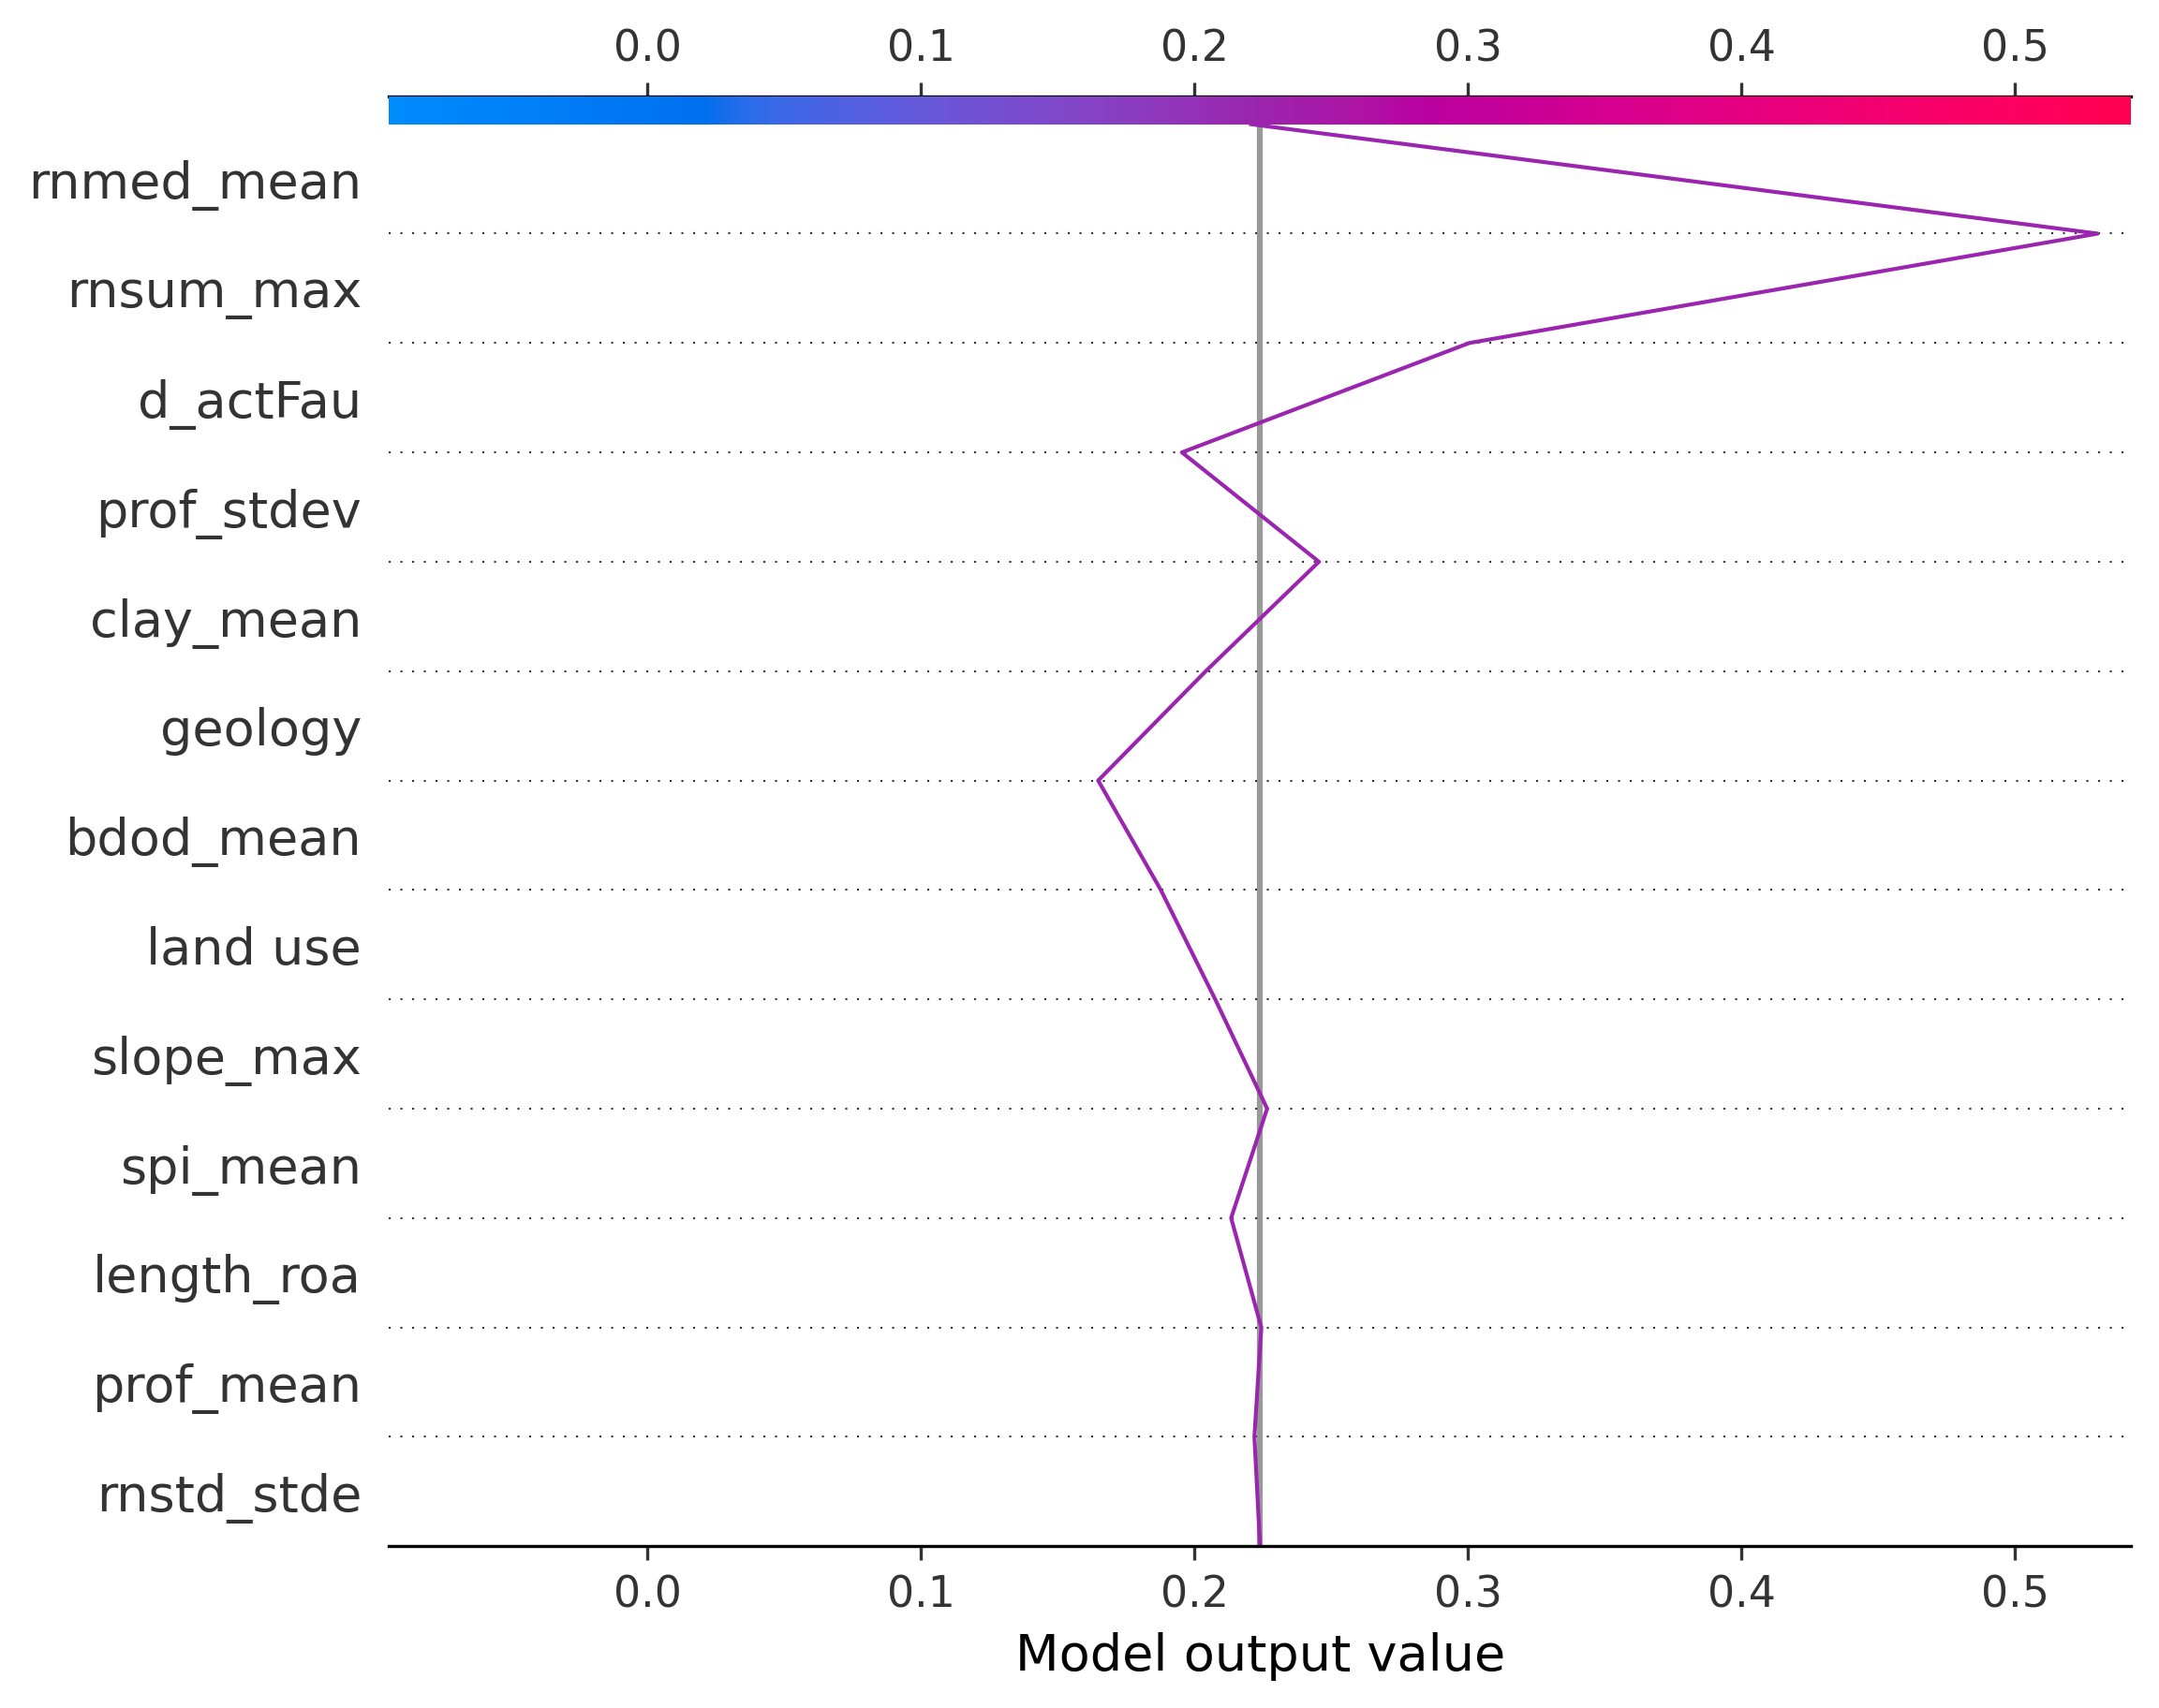 0.0 0.1 0.2 0.3 0.4 0.5
rnmed_mean
rnsum_max
d_actFau
prof_stdev
clay_mean
geology
bdod_mean
land use
slope_max
spi_mean
length_roa
prof_mean
rnstd_stde
0.0 0.1 0.2 0.3 0.4 0.5
Model output value